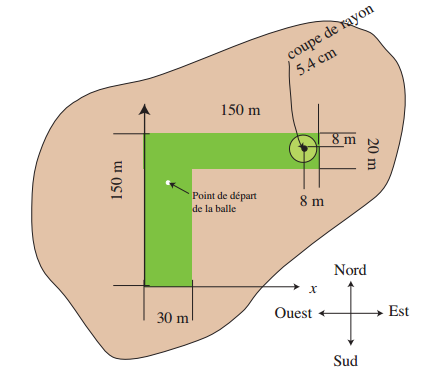 coupe de rayon
5.4 cm
150 m
8 m
20 m
150 m
Point de départ
de la balle
8 m
Nord
x
Ouest
Est
30 m
Sud